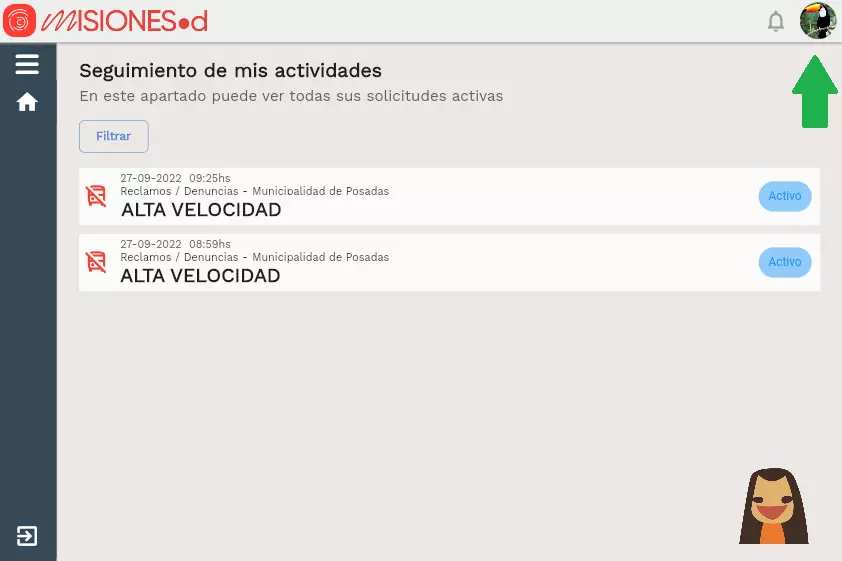 MISIONES.d
Seguimiento de mis actividades
En este apartado puede ver todas sus solicitudes activas
Filtrar
27-09-2022 09:25hs
Reclamos / Denuncias - Municipalidad de Posadas
ALTA VELOCIDAD
Activo
27-09-2022 08:59hs
Reclamos / Denuncias - Municipalidad de Posadas
ALTA VELOCIDAD
Activo